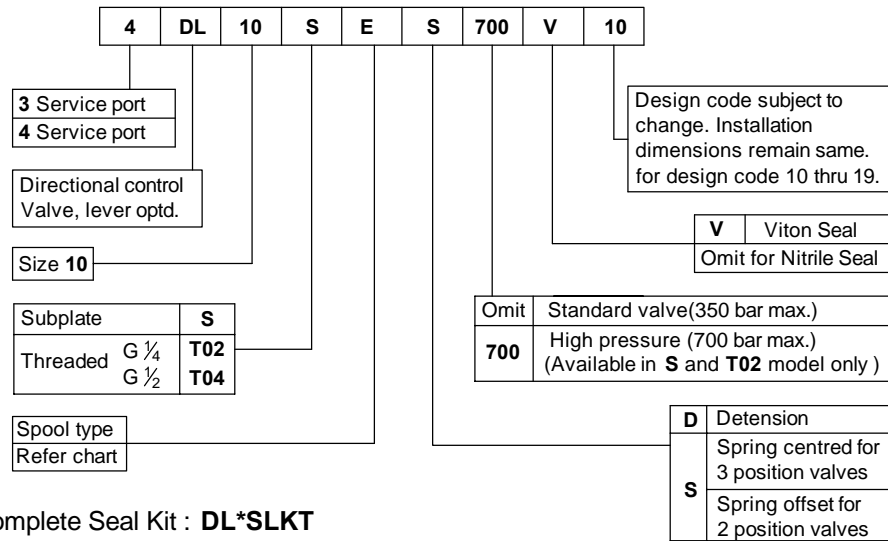 4 DL 10 S E S 700 V 10
3 Service port
4 Service port
Directional control
Valve, lever optd.
Size 10
Subplate S
Threaded G 1/4 T02
G 1/2 T04
Spool type
Refer chart
Design code subject to
change. Installation
dimensions remain same.
for design code 10 thru 19.
V Viton Seal
Omit for Nitrile Seal
Omit Standard valve(350 bar max.)
700 High pressure (700 bar max.)
(Available in S and T02 model only )
D Detension
S Spring centred for
3 position valves
Spring offset for
2 position valves
omplete Seal Kit : DL*SLKT